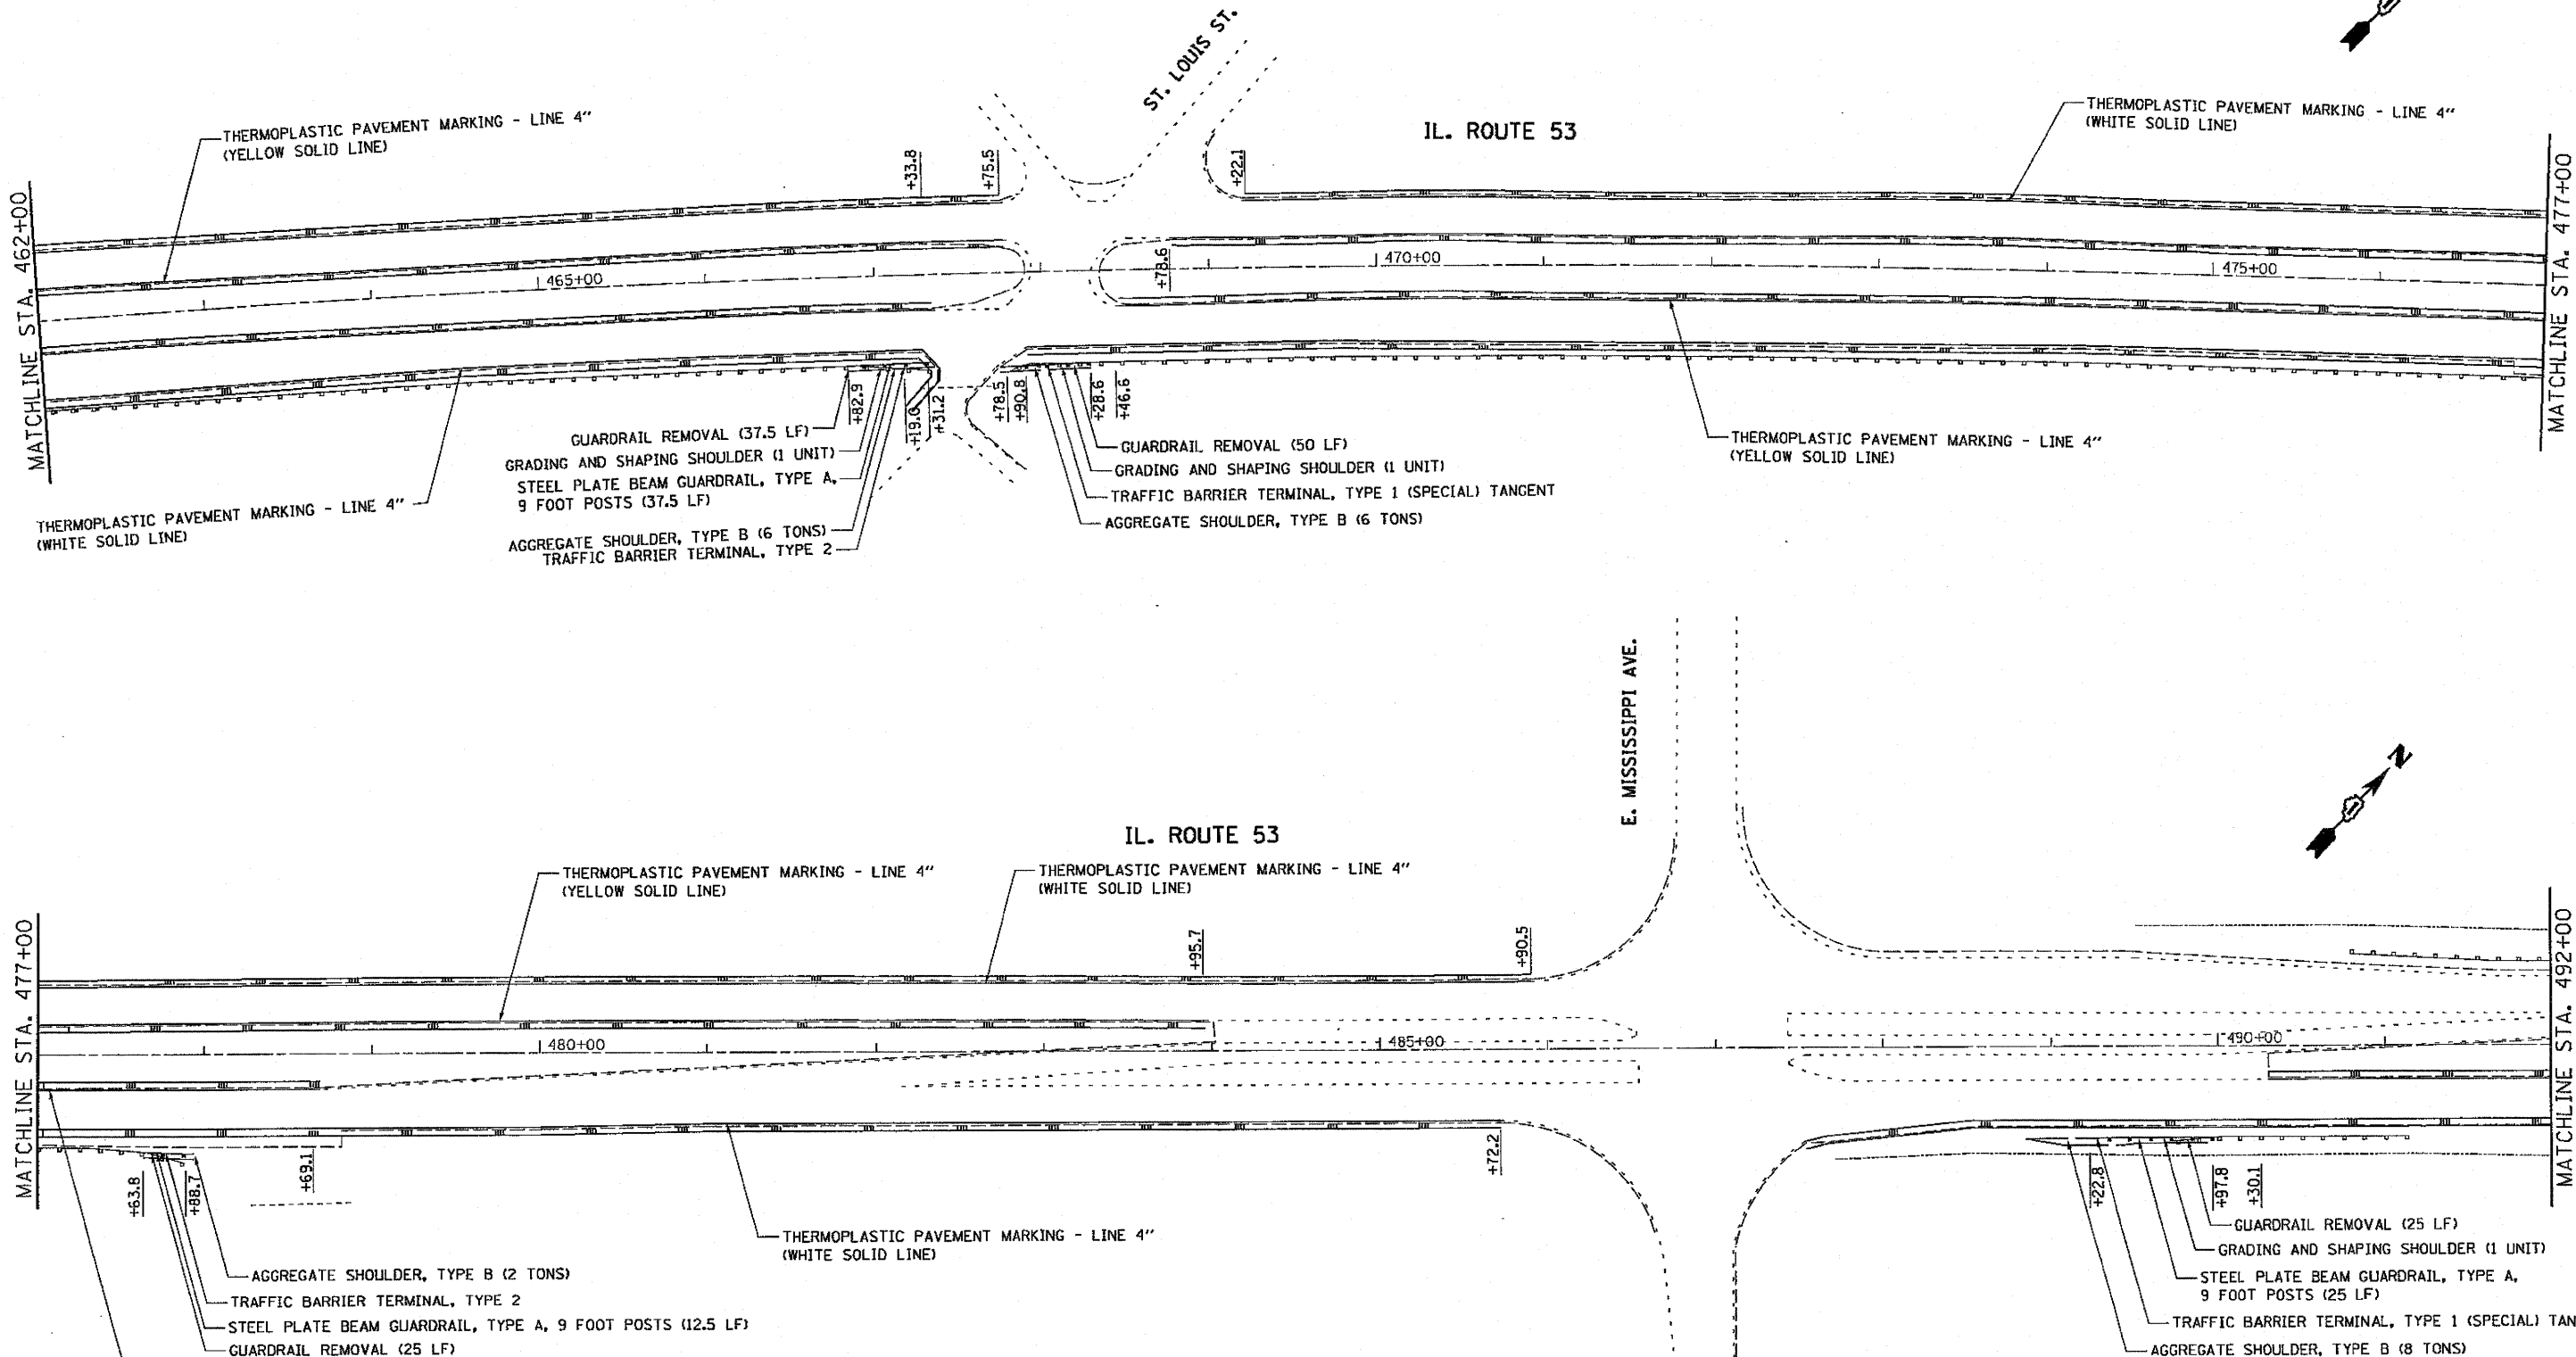 ST. LOUIS ST.
IL. ROUTE 53
THERMOPLASTIC PAVEMENT MARKING - LINE 4"
(YELLOW SOLID LINE)
THERMOPLASTIC PAVEMENT MARKING - LINE 4"
(WHITE SOLID LINE)
+33.8
+75.5
+22.1
MATCHLINE STA. 462+00
465+00
+78.6
470+00
475+00
MATCHLINE STA. 477+00
+82.9
+19.0
+31.2
+78.5
+90.8
+28.6
+46.6
GUARDRAIL REMOVAL (37.5 LF)
GRADING AND SHAPING SHOULDER (1 UNIT)
STEEL PLATE BEAM GUARDRAIL, TYPE A,
9 FOOT POSTS (37.5 LF)
AGGREGATE SHOULDER, TYPE B (6 TONS)
TRAFFIC BARRIER TERMINAL, TYPE 2
THERMOPLASTIC PAVEMENT MARKING - LINE 4"
(WHITE SOLID LINE)
GUARDRAIL REMOVAL (50 LF)
GRADING AND SHAPING SHOULDER (1 UNIT)
TRAFFIC BARRIER TERMINAL, TYPE 1 (SPECIAL) TANGENT
AGGREGATE SHOULDER, TYPE B (6 TONS)
THERMOPLASTIC PAVEMENT MARKING - LINE 4"
(YELLOW SOLID LINE)
E. MISSISSIPPI AVE.
N
IL. ROUTE 53
THERMOPLASTIC PAVEMENT MARKING - LINE 4"
(YELLOW SOLID LINE)
THERMOPLASTIC PAVEMENT MARKING - LINE 4"
(WHITE SOLID LINE)
+95.7
+90.5
MATCHLINE STA. 477+00
480+00
485+00
490+00
MATCHLINE STA. 492+00
+63.8
+88.7
+69.1
+72.2
+22.8
+97.8
+30.1
THERMOPLASTIC PAVEMENT MARKING - LINE 4"
(WHITE SOLID LINE)
AGGREGATE SHOULDER, TYPE B (2 TONS)
TRAFFIC BARRIER TERMINAL, TYPE 2
STEEL PLATE BEAM GUARDRAIL, TYPE A, 9 FOOT POSTS (12.5 LF)
GUARDRAIL REMOVAL (25 LF)
GUARDRAIL REMOVAL (25 LF)
GRADING AND SHAPING SHOULDER (1 UNIT)
STEEL PLATE BEAM GUARDRAIL, TYPE A,
9 FOOT POSTS (25 LF)
TRAFFIC BARRIER TERMINAL, TYPE 1 (SPECIAL) TAN
AGGREGATE SHOULDER, TYPE B (8 TONS)